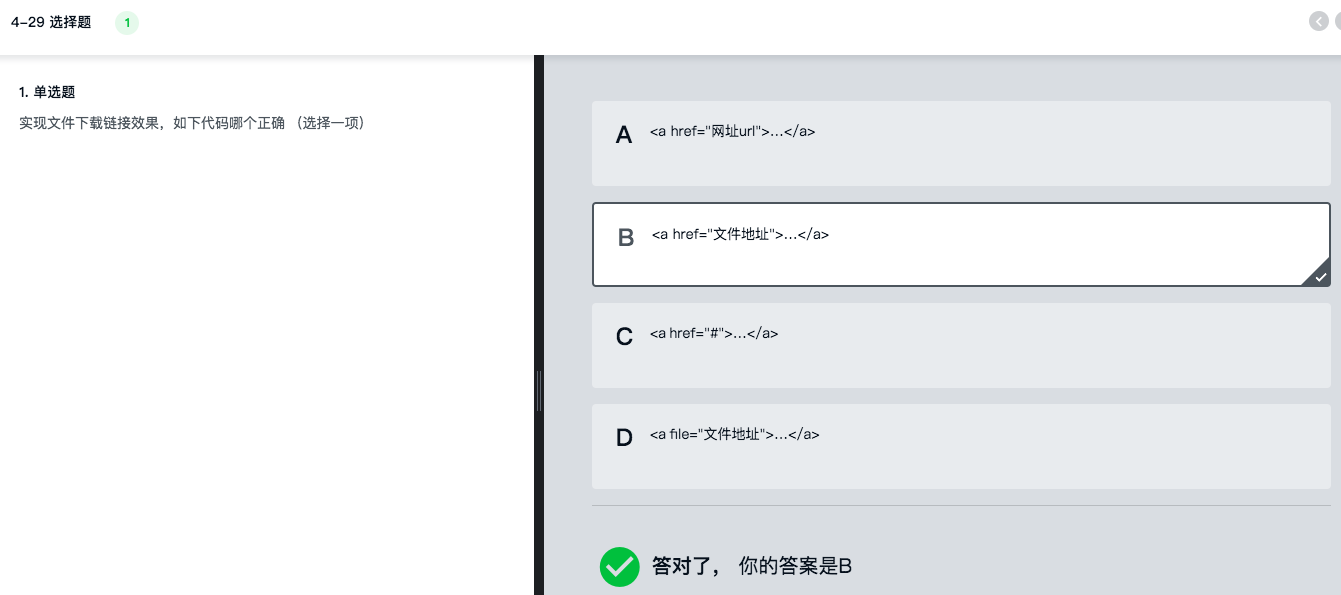 4-29 选择题 1
1. 单选题
实现文件下载链接效果，如下代码哪个正确 （选择一项）
A <a href="网址url">...</a>
B <a href="文件地址">...</a>
C <a href="#">...</a>
D <a file="文件地址">...</a>
答对了， 你的答案是B